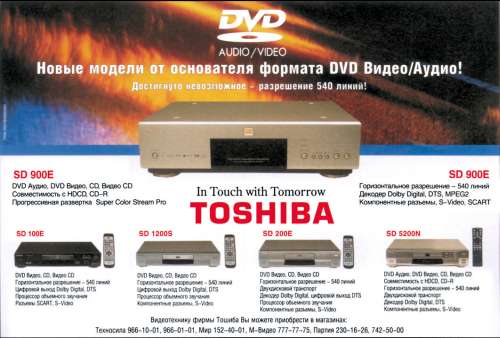 DVD
AUDIO/VIDEO
Новые модели от основателя формата DVD Видео/Аудио!
Достигнуто невозможное - разрешение 540 линий!
SD 900E
DVD Аудио, DVD Видео, CD, Видео CD
Совместимость с HDCD, CD-R
Прогрессивная развертка Super Color Stream Pro
SD 900E
Горизонтальное разрешение – 540 линий
Декодер Dolby Digital, DTS, MPEG2
Компонентные разъемы, S-Video, SCART
In Touch with Tomorrow
TOSHIBA
SD 100E
DVD Видео, CD, Видео CD
Горизонтальное разрешение – 540 линий
Цифровой выход Dolby Digital, DTS
Процессор объемного звучания
Разъемы SCART, S-Video
SD 1200S
DVD Видео, CD, Видео CD
Горизонтальное разрешение – 540 линий
Цифровой выход Dolby Digital, DTS
Процессор объемного звучания
Компонентные разъемы, S-Video
SD 200E
DVD Видео, CD, Видео CD
Горизонтальное разрешение – 540 линий
Двухдисковый транспорт
Декодер Dolby Digital, цифровой выход DTS
Процессор объемного звучания
Компонентные разъемы, S-Video
SD 5200N
DVD Аудио, DVD Видео, CD, Видео CD
Совместимость с HDCD, CD-R
Двухдисковый транспорт
Горизонтальное разрешение – 540 линий
Декодер Dolby Digital, DTS
Компонентные разъемы, S-Video
Видеотехнику фирмы Тошиба Вы можете приобрести в магазинах:
Техносила 966-10-01, 966-01-01, Мир 152-40-01, М-Видео 777-77-75, Партия 230-16-26, 742-50-00